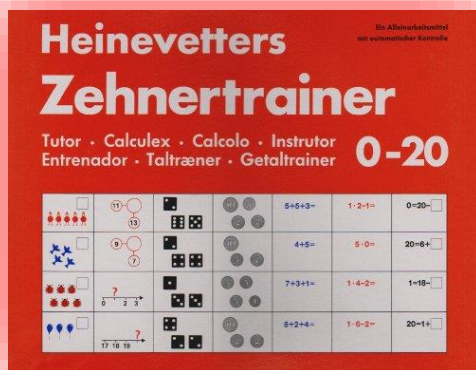 Heinevetters
Ein Alleinarbeitsmittel
mit automatischer Kontrolle
Zehnertrainer
Tutor · Calculex · Calcolo · Instrutor
Entrenador · Taltræner · Getaltrainer
0-20
11
13
5+5+3=
1·2-1=
0=20-
9
7
4+5=
5·0=
20=6+
?
0 2 3
7+3+1=
1·4-2=
1=18-
?
17 18 19
8+2+4=
1·6-2=
20=1+